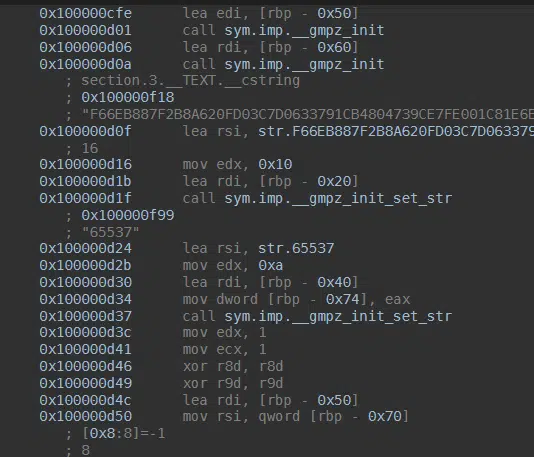 0x100000cfe lea edi, [rbp - 0x50]
0x100000d01 call sym.imp.__gmpz_init
0x100000d06 lea rdi, [rbp - 0x60]
0x100000d0a call sym.imp.__gmpz_init
; section.3.__TEXT.__cstring
; 0x100000f18
; "F66EB887F2B8A620FD03C7D0633791CB4804739CE7FE001C81E6E
0x100000d0f lea rsi, str.F66EB887F2B8A620FD03C7D063379
; 16
0x100000d16 mov edx, 0x10
0x100000d1b lea rdi, [rbp - 0x20]
0x100000d1f call sym.imp.__gmpz_init_set_str
; 0x100000f99
; "65537"
0x100000d24 lea rsi, str.65537
0x100000d2b mov edx, 0xa
0x100000d30 lea rdi, [rbp - 0x40]
0x100000d34 mov dword [rbp - 0x74], eax
0x100000d37 call sym.imp.__gmpz_init_set_str
0x100000d3c mov edx, 1
0x100000d41 mov ecx, 1
0x100000d46 xor r8d, r8d
0x100000d49 xor r9d, r9d
0x100000d4c lea rdi, [rbp - 0x50]
0x100000d50 mov rsi, qword [rbp - 0x70]
; [0x8:8]=-1
; 8